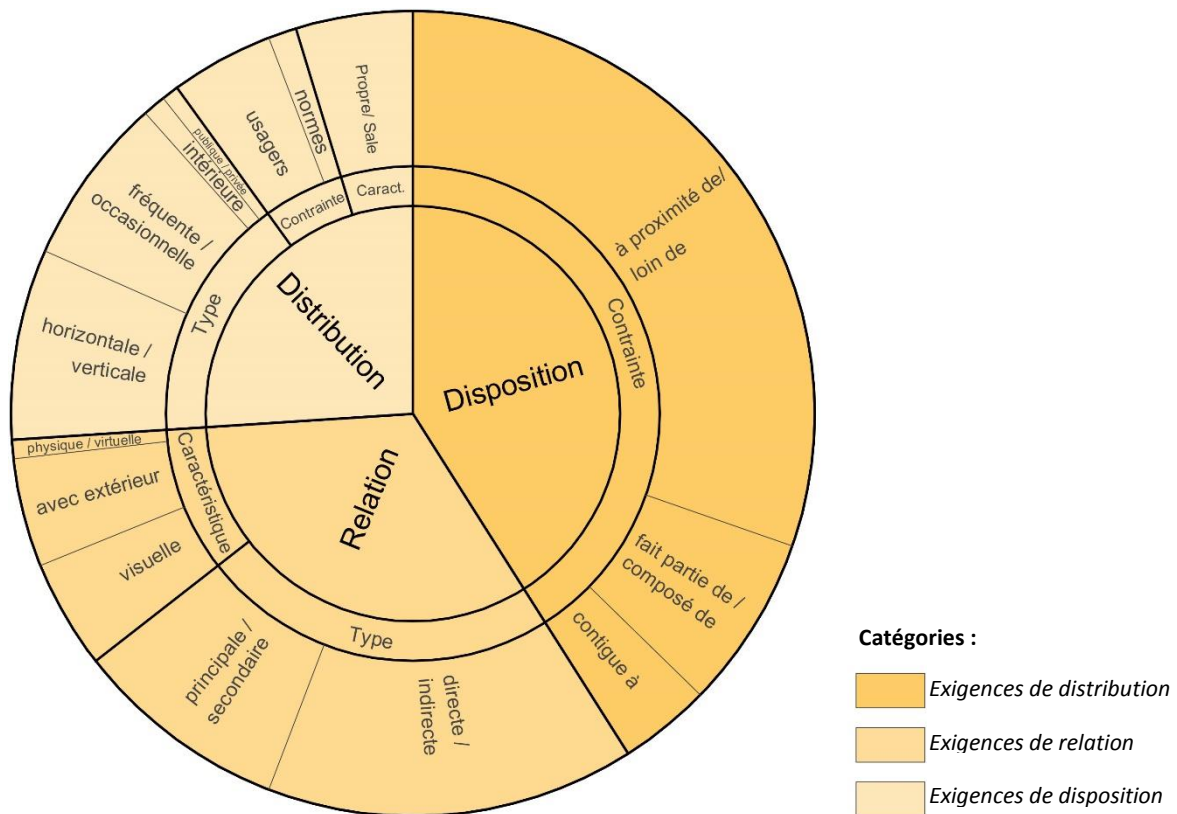 Disposition
Contrainte
à proximité de/
loin de
fait partie de /
composé de
contigue à
Relation
Type
directe /
indirecte
principale /
secondaire
Caractéristique
visuelle
avec extérieur
physique / virtuelle
Distribution
Type
horizontale /
verticale
fréquente /
occasionnelle
intérieure
publique / privée
Contrainte
usagers
normes
Caract.
Propre/ Sale
Catégories :
Exigences de distribution
Exigences de relation
Exigences de disposition